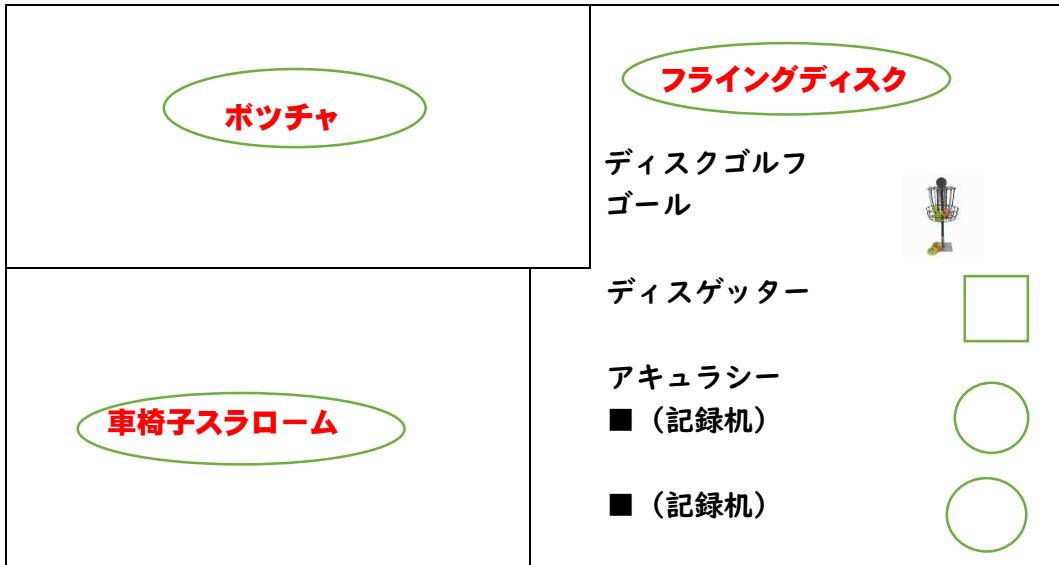 ボツチャ
フライングディスク
ディスクゴルフ
ゴール
ディスゲッター
アキュラシー
■（記録机）
■（記録机）
車椅子スラローム